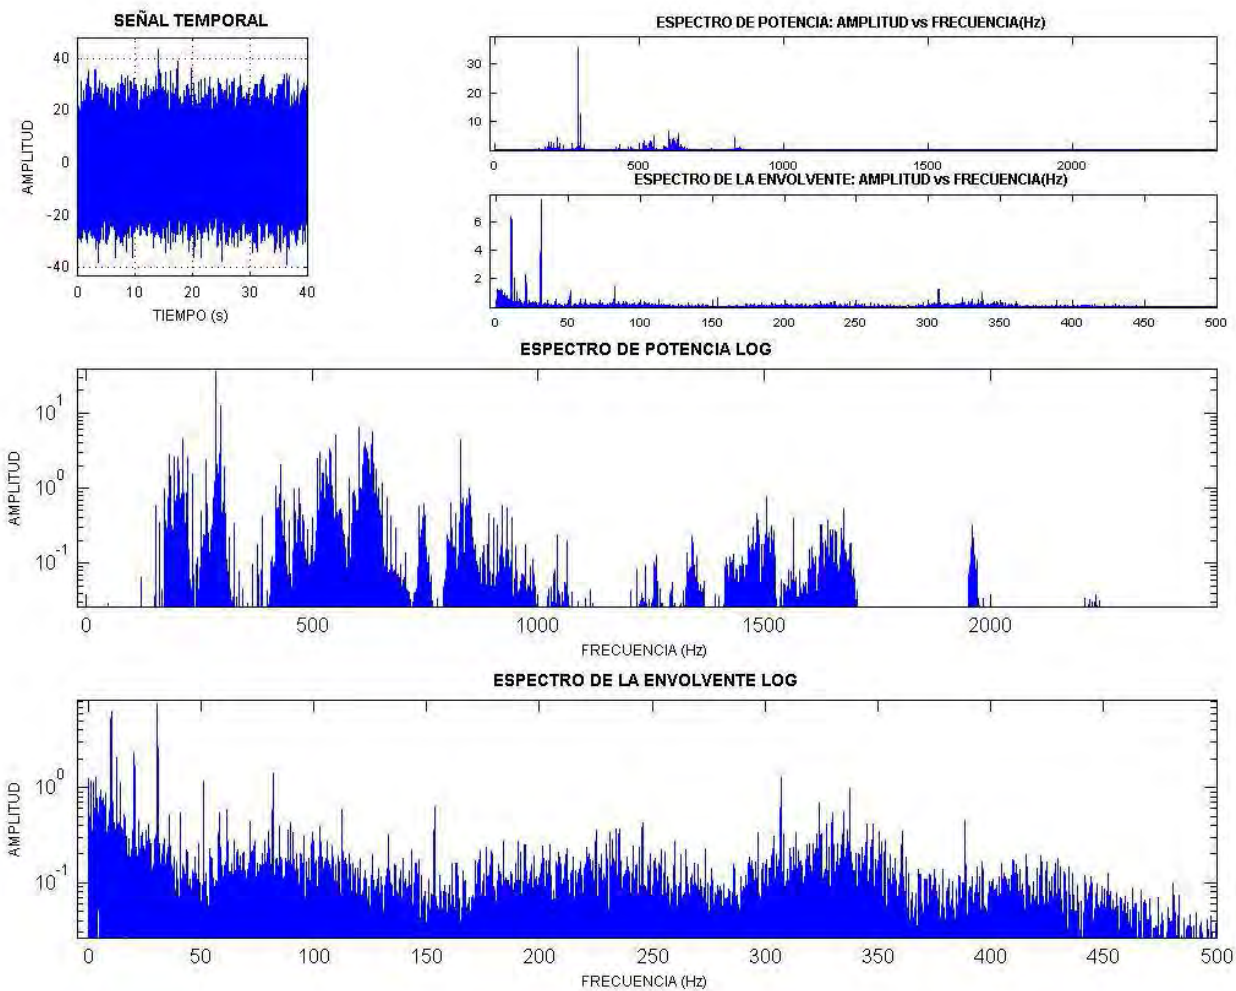 SEÑAL TEMPORAL
40
20
0
-20
-40
0 10 20 30 40
AMPLITUD
TIEMPO (s)
ESPECTRO DE POTENCIA: AMPLITUD vs FRECUENCIA(Hz)
30
20
10
0 500 1000 1500 2000
ESPECTRO DE LA ENVOLVENTE: AMPLITUD vs FRECUENCIA(Hz)
6
4
2
0 50 100 150 200 250 300 350 400 450 500
ESPECTRO DE POTENCIA LOG
10^1
10^0
10^-1
AMPLITUD
0 500 1000 1500 2000
FRECUENCIA (Hz)
ESPECTRO DE LA ENVOLVENTE LOG
10^0
10^-1
AMPLITUD
0 50 100 150 200 250 300 350 400 450 500
FRECUENCIA (Hz)